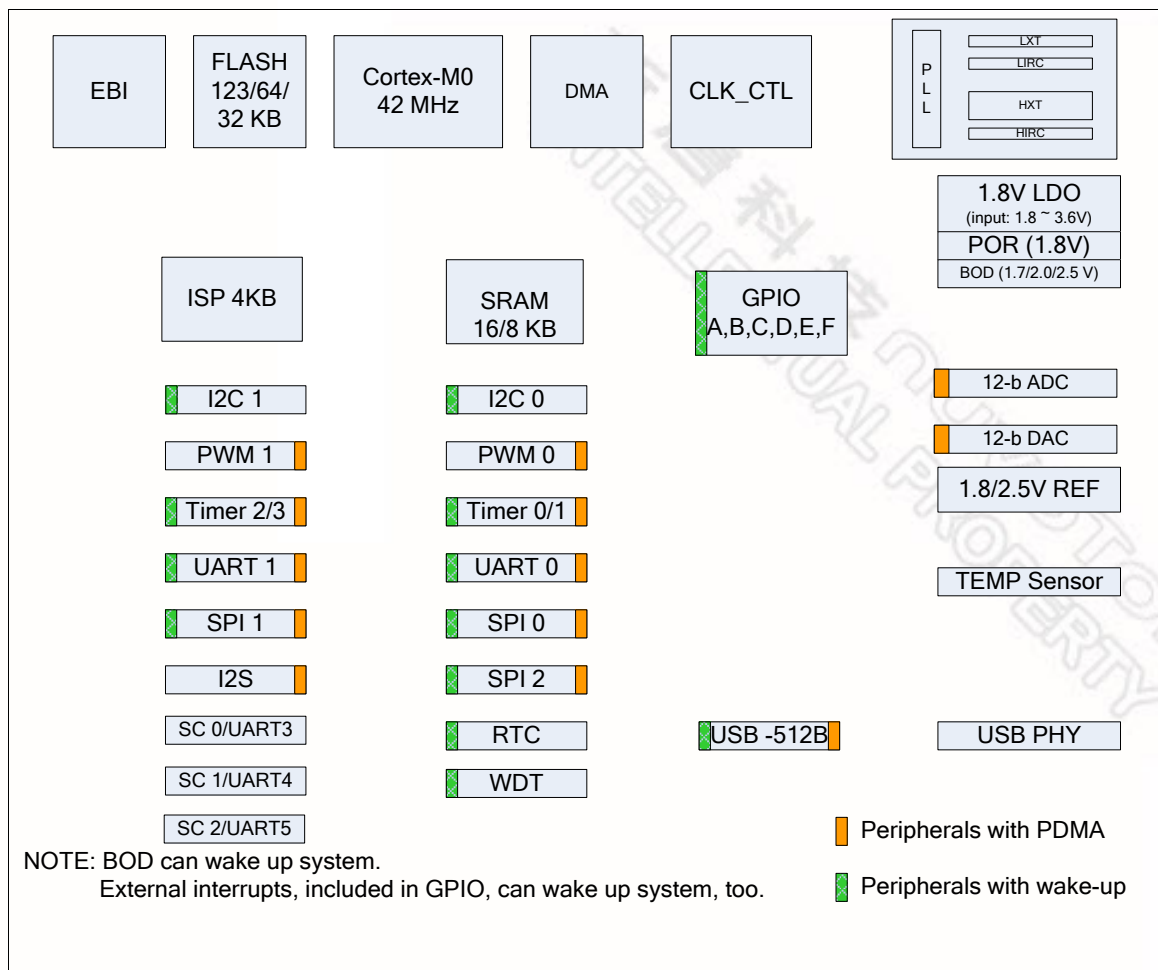 EBI
FLASH
123/64/
32 KB
Cortex-M0
42 MHz
DMA
CLK_CTL
PLL
LXT
LIRC
HXT
HIRC
1.8V LDO
(input: 1.8 ~ 3.6V)
POR (1.8V)
BOD (1.7/2.0/2.5 V)
ISP 4KB
SRAM
16/8 KB
GPIO
A,B,C,D,E,F
I2C 1
I2C 0
12-b ADC
PWM 1
PWM 0
12-b DAC
1.8/2.5V REF
Timer 2/3
Timer 0/1
UART 1
UART 0
TEMP Sensor
SPI 1
SPI 0
I2S
SPI 2
SC 0/UART3
RTC
USB -512B
USB PHY
SC 1/UART4
WDT
SC 2/UART5
Peripherals with PDMA
NOTE: BOD can wake up system.
External interrupts, included in GPIO, can wake up system, too.
Peripherals with wake-up